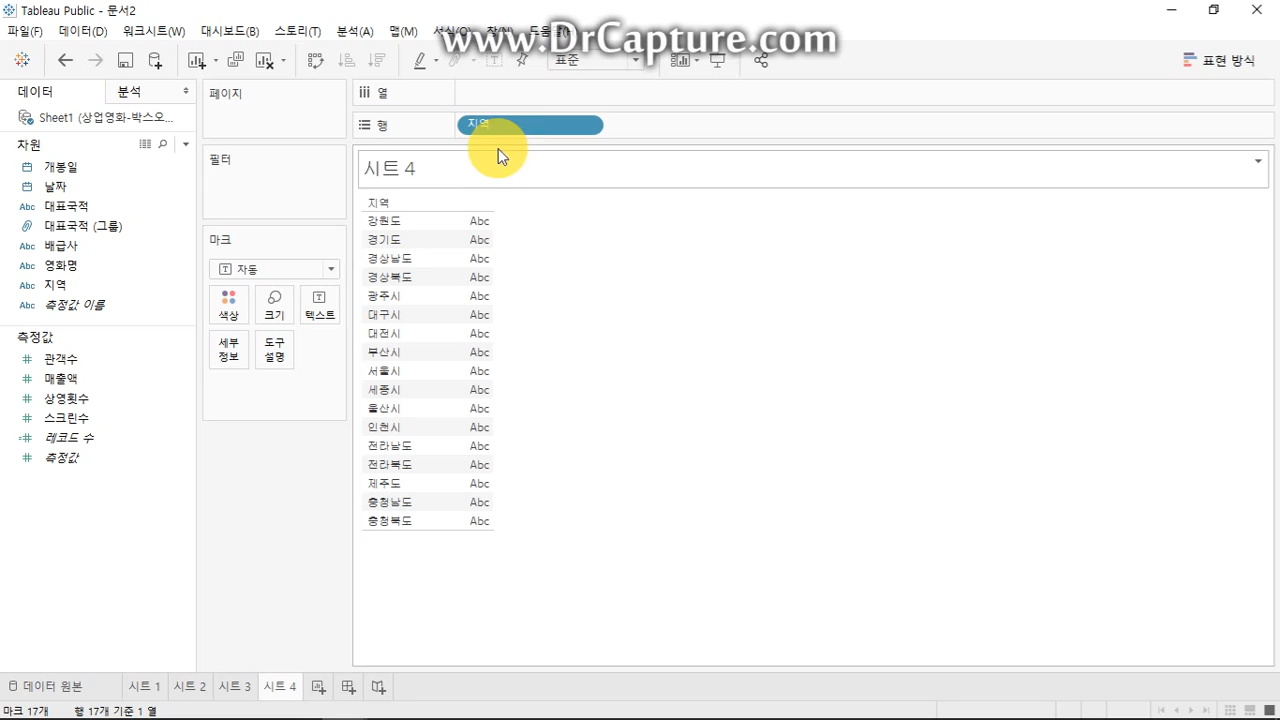 Tableau Public - 문서2
파일(F) 데이터(D) 워크시트(W) 대시보드(B) 스토리(T) 분석(A) 맵(M) 서식(O) 창(N) 도움말(H)
www.DrCapture.com
표준
표현 방식
데이터 분석
Sheet1 (상업영화-박스오...
차원
개봉일
날짜
Abc 대표국적
대표국적 (그룹)
Abc 배급사
Abc 영화명
Abc 지역
Abc 측정값 이름
측정값
관객수
매출액
상영횟수
스크린수
레코드 수
측정값
페이지
필터
마크
자동
색상 크기 텍스트
세부 정보
도구 설명
열
행 지역
시트 4
지역
강원도 Abc
경기도 Abc
경상남도 Abc
경상북도 Abc
광주시 Abc
대구시 Abc
대전시 Abc
부산시 Abc
서울시 Abc
세종시 Abc
울산시 Abc
인천시 Abc
전라남도 Abc
전라북도 Abc
제주도 Abc
충청남도 Abc
충청북도 Abc
데이터 원본 시트 1 시트 2 시트 3 시트 4
마크 17개 행 17개 기준 1 열